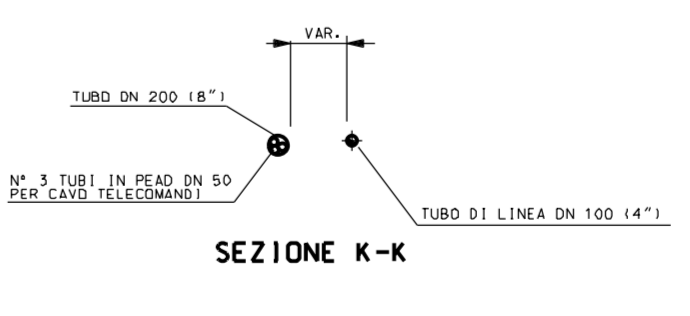 VAR.
TUBO DN 200 (8")
N° 3 TUBI IN PEAD DN 50
PER CAVO TELECOMANDI
TUBO DI LINEA DN 100 (4")
SEZIONE K-K